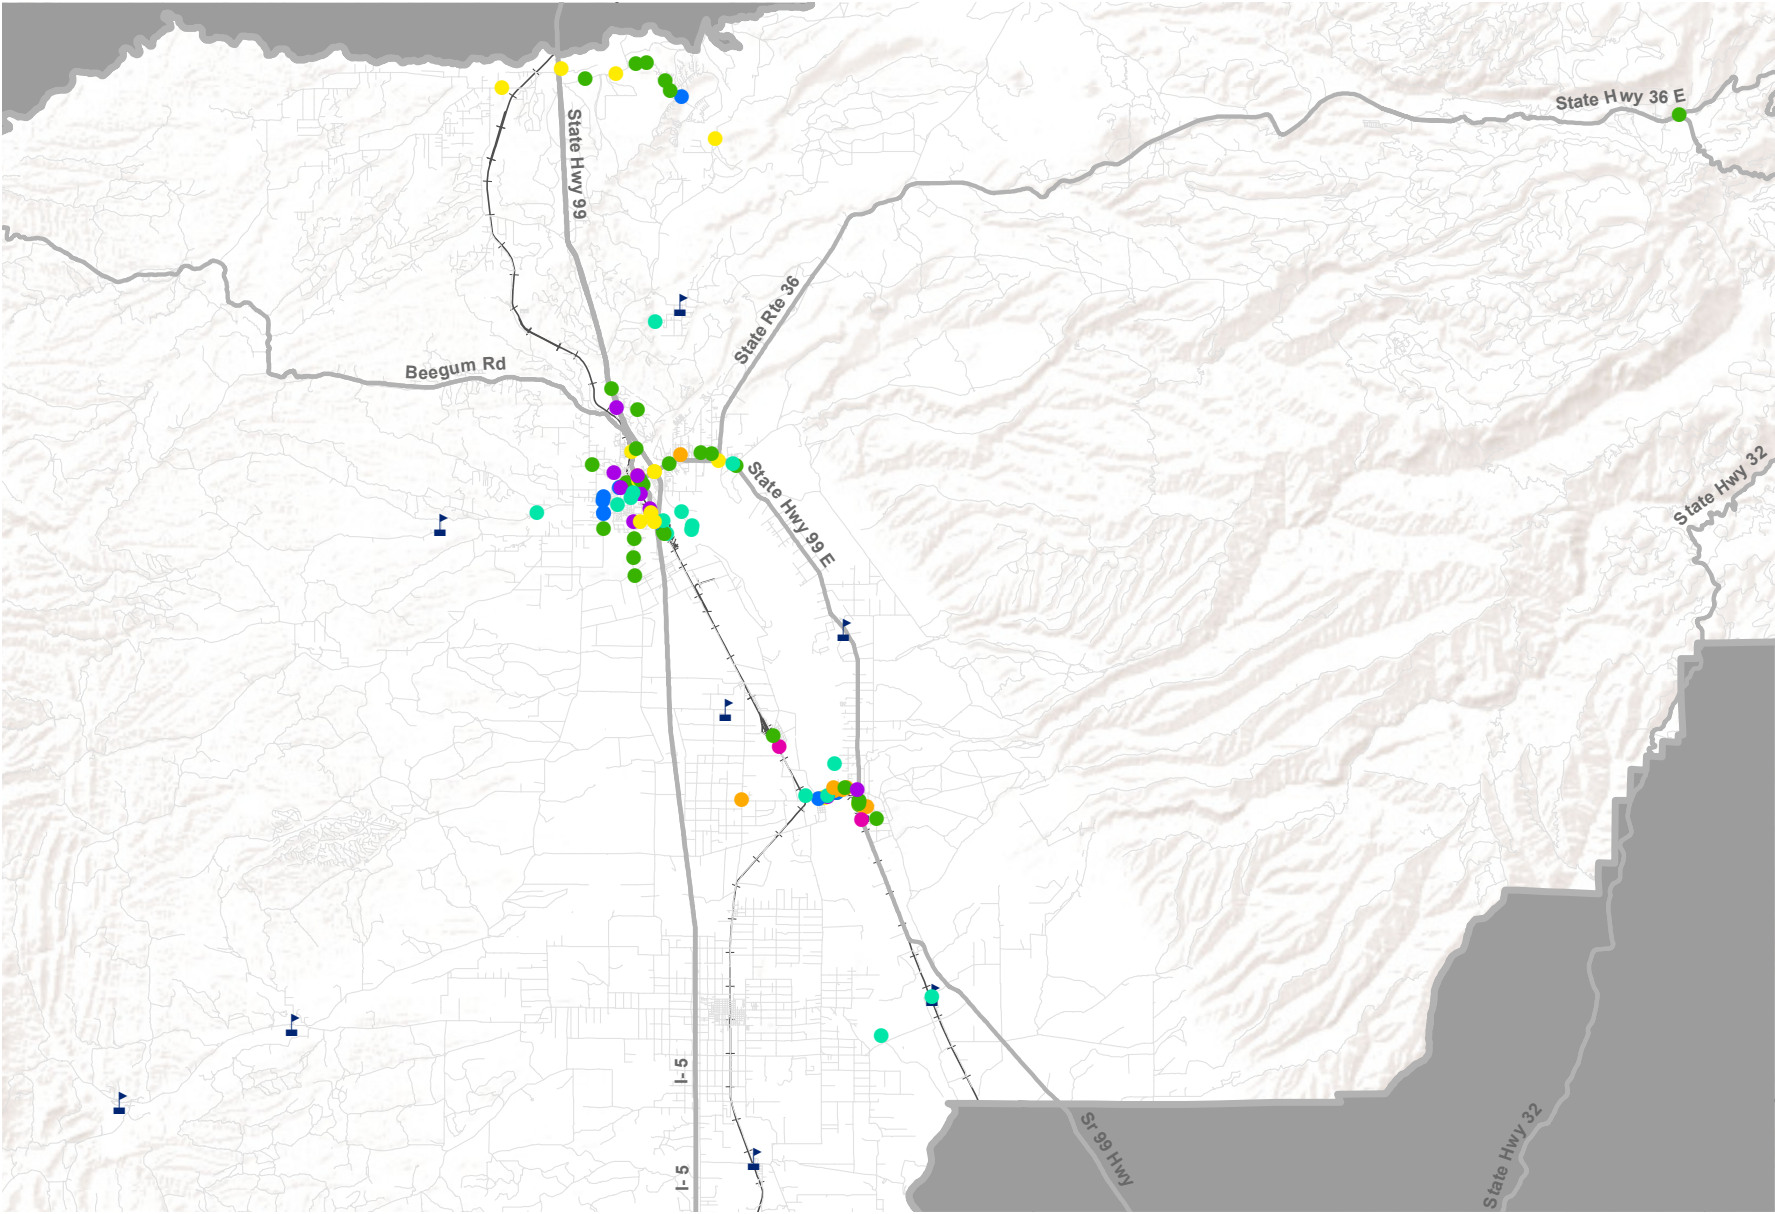 State Hwy 36 E
State Hwy 99
State Rte 36
Beegum Rd
State Hwy 99 E
State Hwy 32
I-5
Sr 99 Hwy
State Hwy 32
I-5